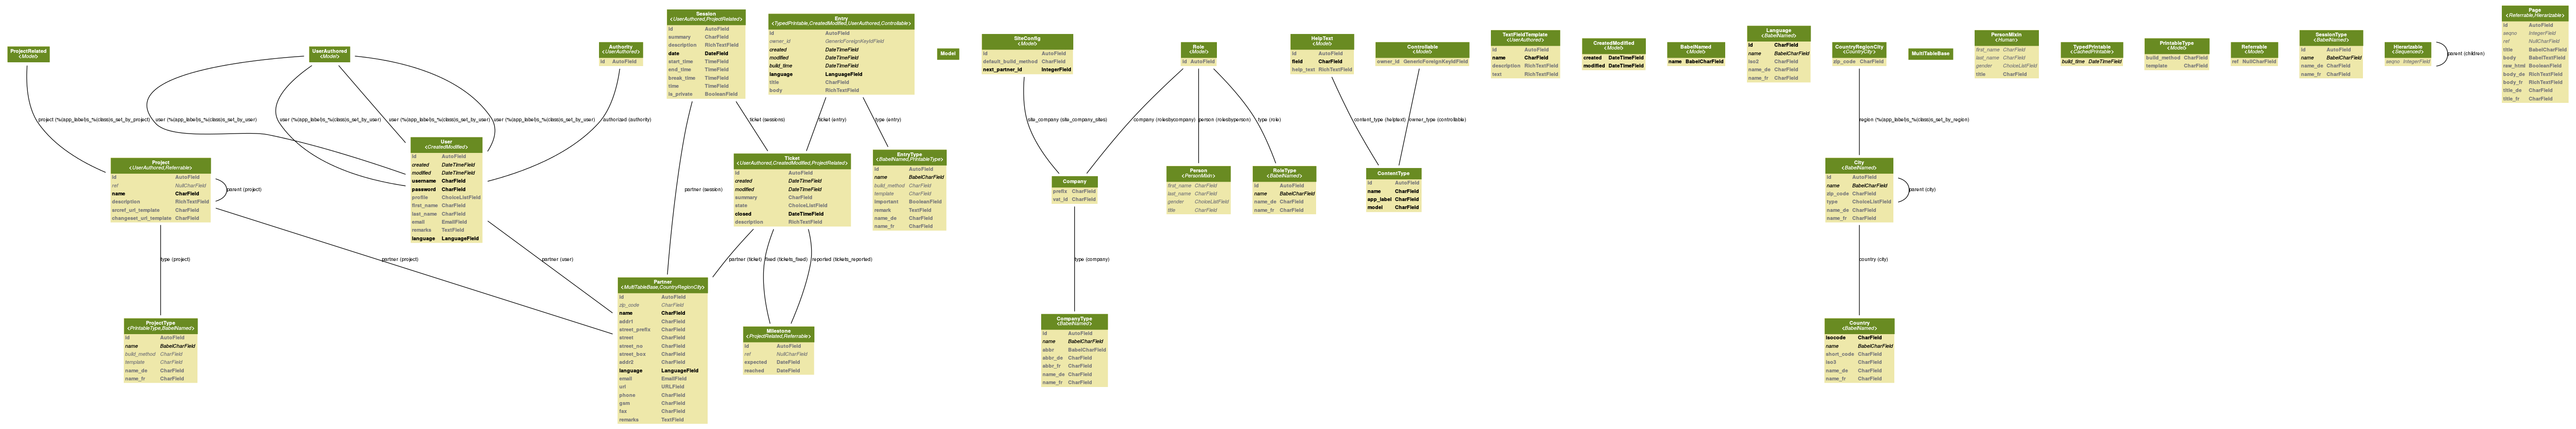 ProjectRelated
<Model>
UserAuthored
<Model>
Authority
<UserAuthored>
id AutoField
Session
<UserAuthored,ProjectRelated>
id AutoField
summary CharField
description RichTextField
date DateField
start_time TimeField
end_time TimeField
break_time TimeField
time TimeField
is_private BooleanField
Entry
<TypedPrintable,CreatedModified,UserAuthored,Controllable>
id AutoField
owner_id GenericForeignKeyIdField
created DateTimeField
modified DateTimeField
build_time DateTimeField
language LanguageField
title CharField
body RichTextField
Model
SiteConfig
<Model>
id AutoField
default_build_method CharField
next_partner_id IntegerField
Role
<Model>
id AutoField
HelpText
<Model>
id AutoField
field CharField
help_text RichTextField
Controllable
<Model>
owner_id GenericForeignKeyIdField
TextFieldTemplate
<UserAuthored>
id AutoField
name CharField
description RichTextField
text RichTextField
CreatedModified
<Model>
created DateTimeField
modified DateTimeField
BabelNamed
<Model>
name BabelCharField
Language
<BabelNamed>
id CharField
name BabelCharField
iso2 CharField
name_de CharField
name_fr CharField
CountryRegionCity
<CountryCity>
zip_code CharField
MultiTableBase
PersonMixin
<Human>
first_name CharField
last_name CharField
gender ChoiceListField
title CharField
TypedPrintable
<CachedPrintable>
build_time DateTimeField
PrintableType
<Model>
build_method CharField
template CharField
Referrable
<Model>
ref NullCharField
SessionType
<BabelNamed>
id AutoField
name BabelCharField
name_de CharField
name_fr CharField
Hierarizable
<Sequenced>
seqno IntegerField
parent (children)
Page
<Referrable,Hierarizable>
id AutoField
seqno IntegerField
ref NullCharField
title BabelCharField
body BabelTextField
raw_html BooleanField
body_de RichTextField
body_fr RichTextField
title_de CharField
title_fr CharField
project (%(app_label)s_%(class)s_set_by_project)
user (%(app_label)s_%(class)s_set_by_user)
user (%(app_label)s_%(class)s_set_by_user)
user (%(app_label)s_%(class)s_set_by_user)
authorized (authority)
ticket (sessions)
ticket (entry)
type (entry)
site_company (site_company_sites)
company (rolesbycompany)
person (rolesbyperson)
type (role)
content_type (helptext)
owner_type (controllable)
region (%(app_label)s_%(class)s_set_by_region)
Project
<UserAuthored,Referrable>
id AutoField
ref NullCharField
name CharField
description RichTextField
srcref_url_template CharField
changeset_url_template CharField
parent (project)
User
<CreatedModified>
id AutoField
created DateTimeField
modified DateTimeField
username CharField
password CharField
profile ChoiceListField
first_name CharField
last_name CharField
email EmailField
remarks TextField
language LanguageField
partner (session)
Ticket
<UserAuthored,CreatedModified,ProjectRelated>
id AutoField
created DateTimeField
modified DateTimeField
summary CharField
state ChoiceListField
closed DateTimeField
description RichTextField
EntryType
<BabelNamed,PrintableType>
id AutoField
name BabelCharField
build_method CharField
template CharField
important BooleanField
remark TextField
name_de CharField
name_fr CharField
Company
prefix CharField
vat_id CharField
Person
<PersonMixin>
first_name CharField
last_name CharField
gender ChoiceListField
title CharField
RoleType
<BabelNamed>
id AutoField
name BabelCharField
name_de CharField
name_fr CharField
ContentType
id AutoField
name CharField
app_label CharField
model CharField
City
<BabelNamed>
id AutoField
name BabelCharField
zip_code CharField
type ChoiceListField
name_de CharField
name_fr CharField
parent (city)
type (project)
partner (project)
partner (user)
partner (ticket)
fixed (tickets_fixed)
reported (tickets_reported)
type (company)
country (city)
ProjectType
<PrintableType,BabelNamed>
id AutoField
name BabelCharField
build_method CharField
template CharField
name_de CharField
name_fr CharField
Partner
<MultiTableBase,CountryRegionCity>
id AutoField
zip_code CharField
name CharField
addr1 CharField
street_prefix CharField
street CharField
street_no CharField
street_box CharField
addr2 CharField
language LanguageField
email EmailField
url URLField
phone CharField
gsm CharField
fax CharField
remarks TextField
Milestone
<ProjectRelated,Referrable>
id AutoField
ref NullCharField
expected DateField
reached DateField
CompanyType
<BabelNamed>
id AutoField
name BabelCharField
abbr BabelCharField
abbr_de CharField
abbr_fr CharField
name_de CharField
name_fr CharField
Country
<BabelNamed>
isocode CharField
name BabelCharField
short_code CharField
iso3 CharField
name_de CharField
name_fr CharField